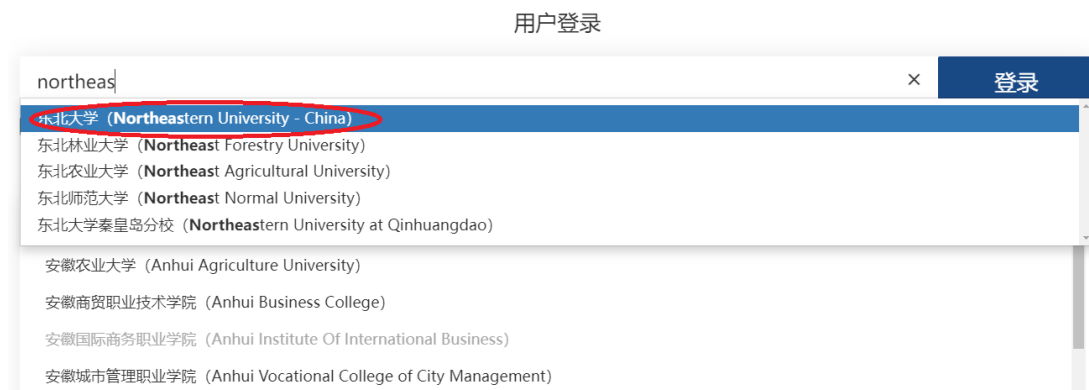 用户登录
northeas × 登录
东北大学（Northeastern University - China）
东北林业大学（Northeast Forestry University）
东北农业大学（Northeast Agricultural University）
东北师范大学（Northeast Normal University）
东北大学秦皇岛分校（Northeastern University at Qinhuangdao）
安徽农业大学（Anhui Agriculture University）
安徽商贸职业技术学院（Anhui Business College）
安徽国际商务职业学院（Anhui Institute Of International Business）
安徽城市管理职业学院（Anhui Vocational College of City Management）